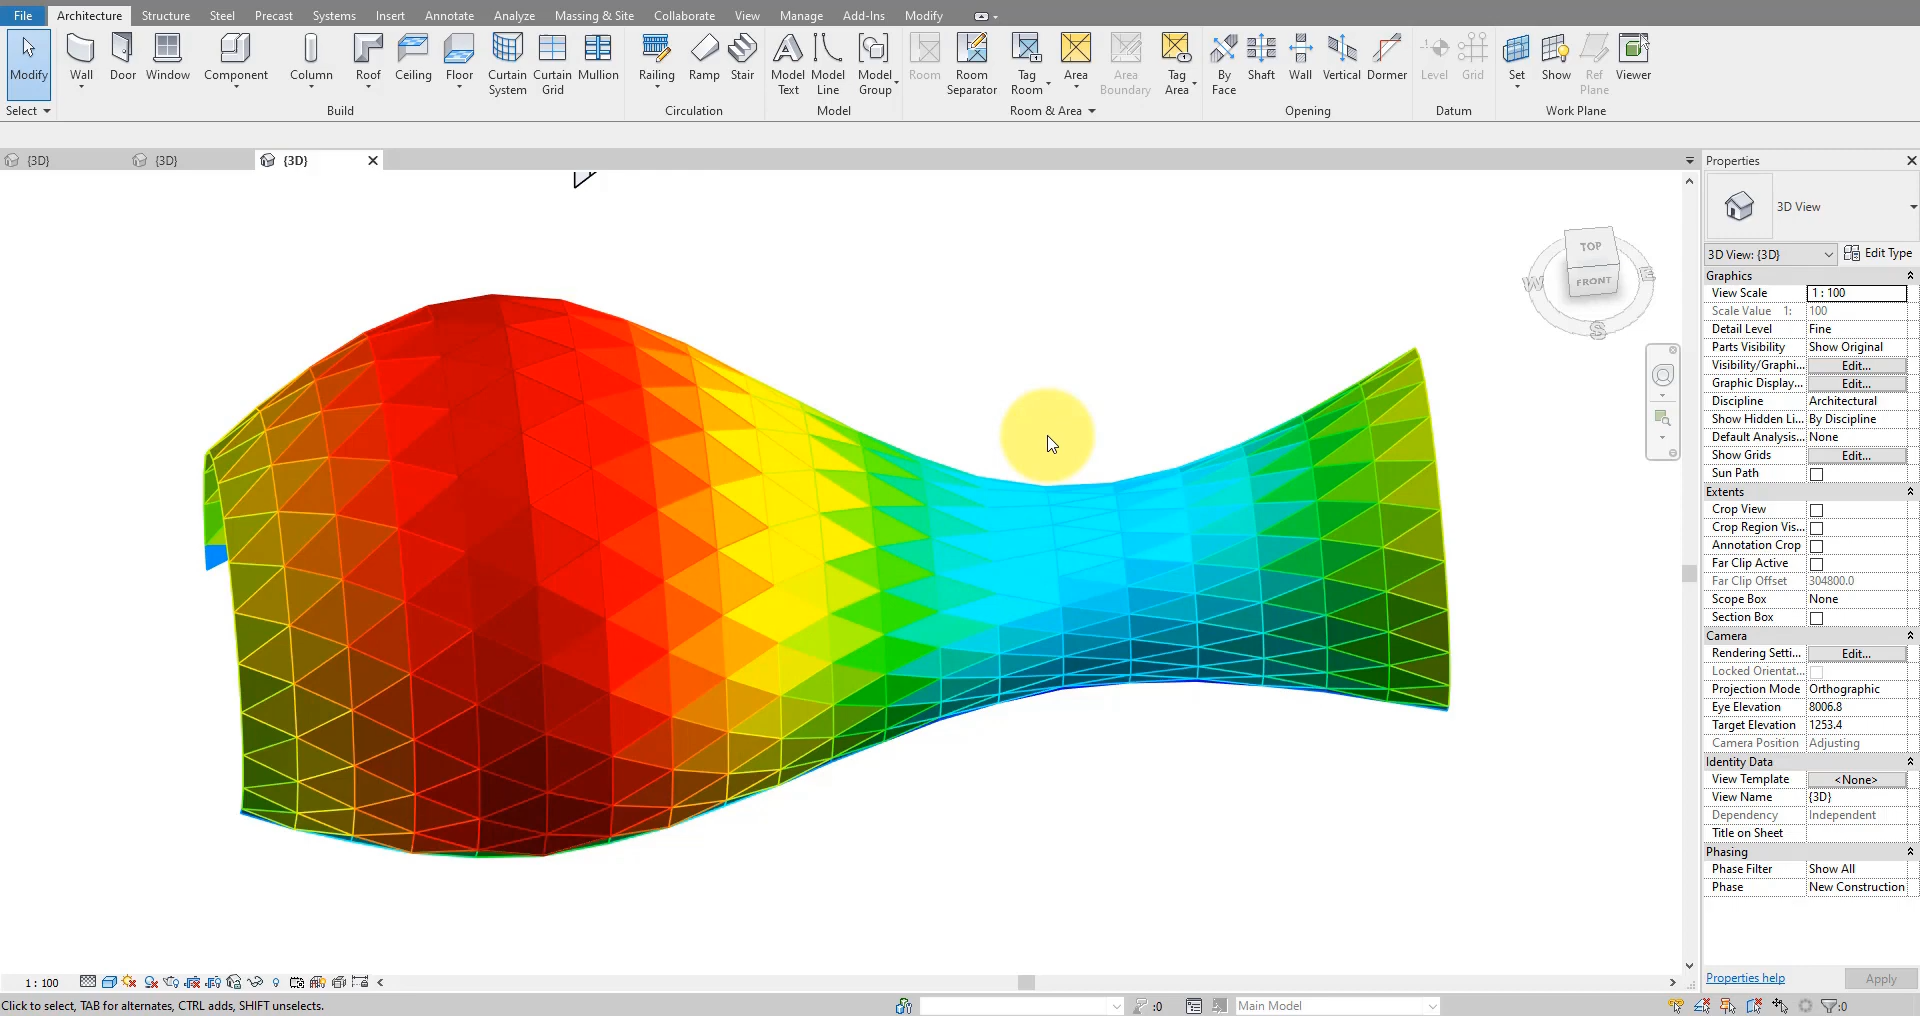 File Architecture Structure Steel Precast Systems Insert Annotate Analyze Massing & Site Collaborate View Manage Add-Ins Modify
Modify Wall Door Window Component Column Roof Ceiling Floor Curtain System Curtain Grid Mullion Railing Ramp Stair Model Text Model Line Model Group Room Room Separator Tag Room Area Area Boundary Tag Area By Face Shaft Wall Vertical Dormer Level Grid Set Show Ref Plane Viewer
Select Build Circulation Model Room & Area Opening Datum Work Plane
{3D} {3D} {3D}
Properties
3D View
3D View: {3D} Edit Type
Graphics
View Scale 1 : 100
Scale Value 1: 100
Detail Level Fine
Parts Visibility Show Original
Visibility/Graphi... Edit...
Graphic Display... Edit...
Discipline Architectural
Show Hidden Li... By Discipline
Default Analysis... None
Show Grids Edit...
Sun Path
Extents
Crop View
Crop Region Vis...
Annotation Crop
Far Clip Active
Far Clip Offset 304800.0
Scope Box None
Section Box
Camera
Rendering Setti... Edit...
Locked Orientat...
Projection Mode Orthographic
Eye Elevation 8006.8
Target Elevation 1253.4
Camera Position Adjusting
Identity Data
View Template <None>
View Name {3D}
Dependency Independent
Title on Sheet
Phasing
Phase Filter Show All
Phase New Construction
Properties help Apply
TOP
W FRONT E
S
1 : 100
Click to select, TAB for alternates, CTRL adds, SHIFT unselects. :0 Main Model :0